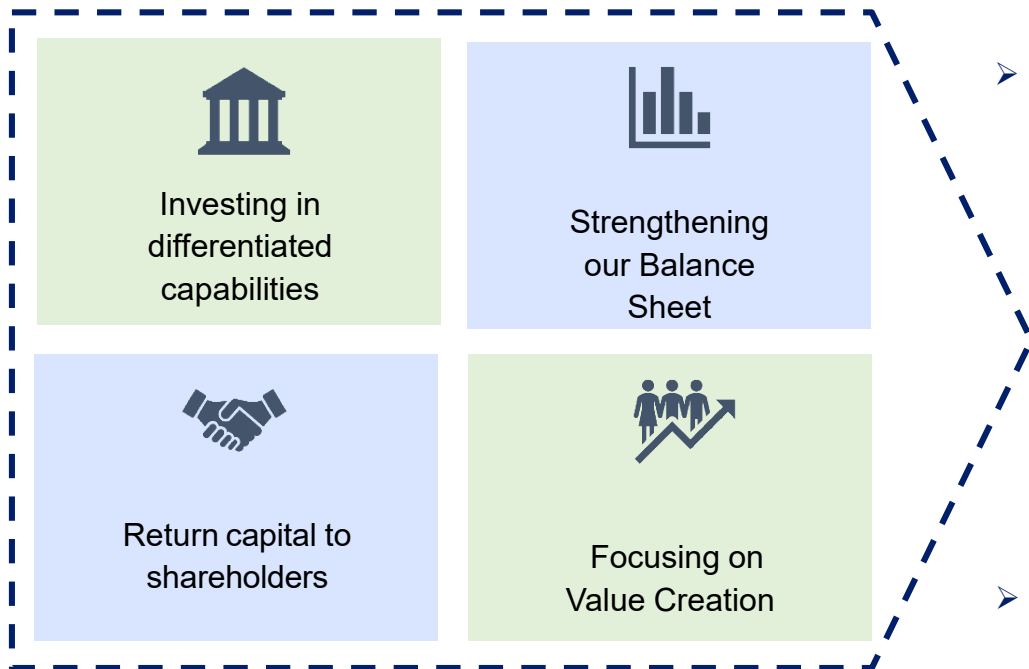 Investing in
differentiated
capabilities
Strengthening
our Balance
Sheet
Return capital to
shareholders
Focusing on
Value Creation